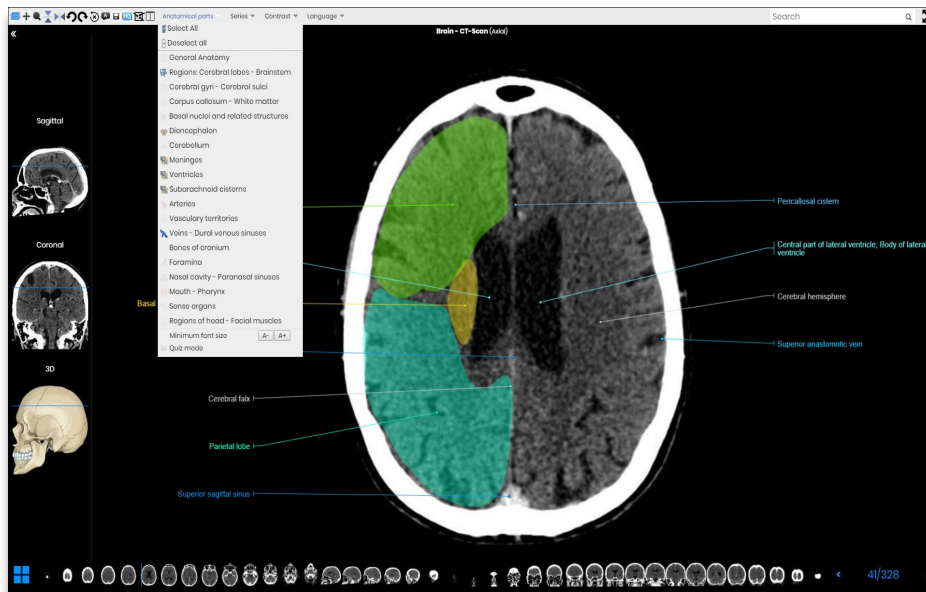 Anatomical parts
Series
Contrast
Language
Search
Select All
Deselect all
General Anatomy
Regions: Cerebral lobes - Brainstem
Cerebral gyri - Cerebral sulci
Corpus callosum - White matter
Basal nuclei and related structures
Diencephalon
Cerebellum
Meninges
Ventricles
Subarachnoid cisterns
Arteries
Vasculary territories
Veins - Dural venous sinuses
Bones of cranium
Foramina
Nasal cavity - Paranasal sinuses
Mouth - Pharynx
Sense organs
Regions of head - Facial muscles
Minimum font size
A-
A+
Quiz mode
Brain - CT-Scan (Axial)
Sagittal
Coronal
3D
Basal
Cerebral falx
Parietal lobe
Superior sagittal sinus
Pericallosal cistern
Central part of lateral ventricle; Body of lateral
ventricle
Cerebral hemisphere
Superior anastomotic vein
41/328